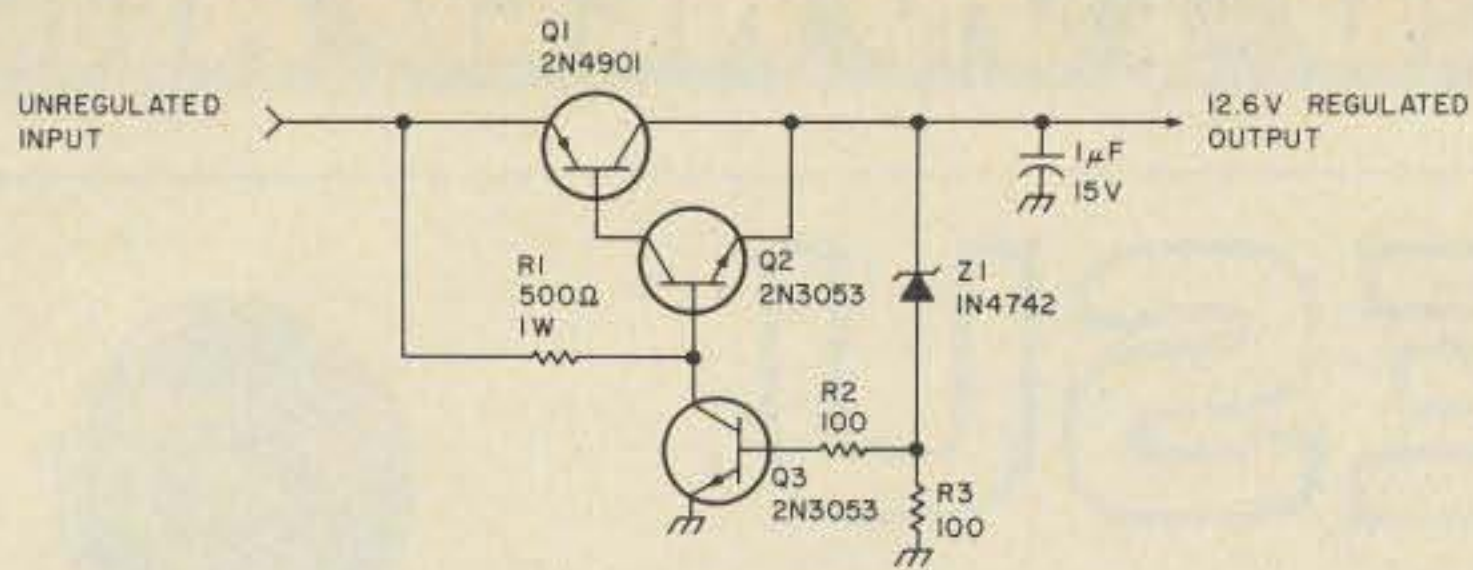 Q1
2N4901
UNREGULATED
INPUT
12.6V REGULATED
OUTPUT
1μF
15V
R1
500Ω
1W
Q2
2N3053
Z1
1N4742
R2
100
Q3
2N3053
R3
100